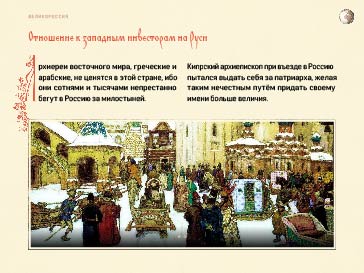 ВЕЛИКОРОССИЯ
Отношение к западным инвесторам на Руси
Архиереи восточного мира, греческие и
арабские, не ценятся в этой стране, ибо
они сотнями и тысячами непрестанно
бегут в Россию за милостыней.
Кипрский архиепископ при въезде в Россию
пытался выдать себя за патриарха, желая
таким нечестным путём придать своему
имени больше величия.